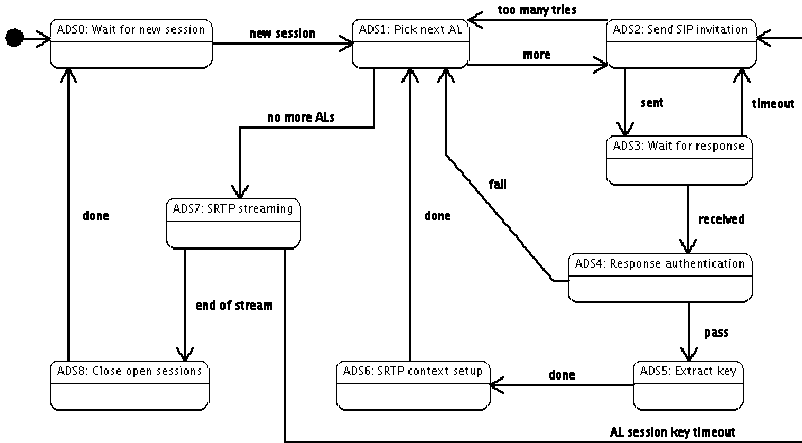 too many tries
ADS0: Wait for new session
ADS1: Pick next AL
ADS2: Send SIP invitation
new session
more
sent
timeout
no more ALs
ADS3: Wait for response
fail
ADS7: SRTP streaming
done
done
received
ADS4: Response authentication
end of stream
pass
ADS8: Close open sessions
ADS6: SRTP context setup
done
ADS5: Extract key
AL session key timeout